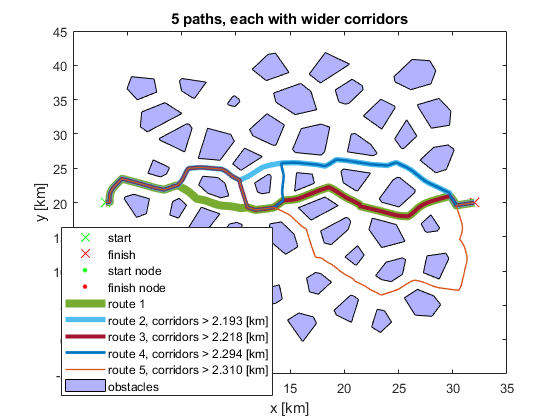 5 paths, each with wider corridors
45
40
35
30
25
20
y [km]
start
finish
start node
finish node
route 1
route 2, corridors > 2.193 [km]
route 3, corridors > 2.218 [km]
route 4, corridors > 2.294 [km]
route 5, corridors > 2.310 [km]
obstacles
15 20 25 30 35
x [km]